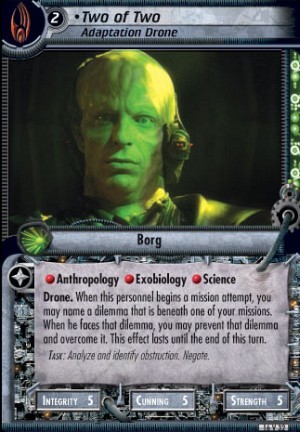 2 •Two of Two
Adaptation Drone
Borg
Anthropology Exobiology Science
Drone. When this personnel begins a mission attempt, you
may name a dilemma that is beneath one of your missions.
When he faces that dilemma, you may prevent that dilemma
and overcome it. This effect lasts until the end of this turn.
Task: Analyze and identify obstruction. Negate.
Integrity 5 Cunning 5 Strength 5